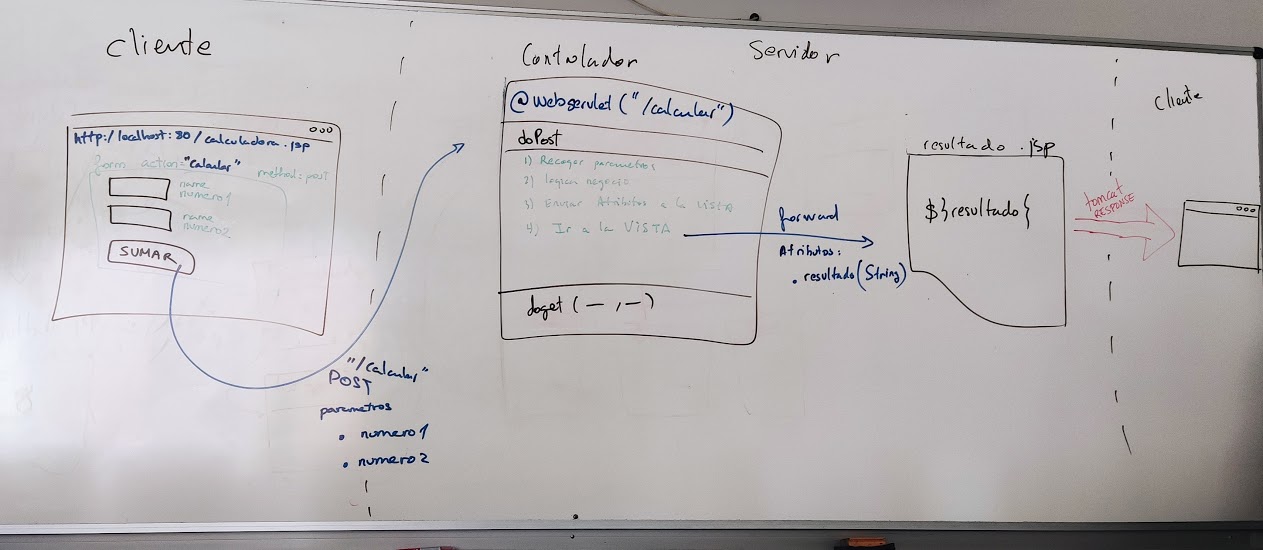 Cliente
http:/localhost:80/calculadora.jsp
form action="Calcular"
method:post
name
numero1
name
numero2
SUMAR
"/Calcular"
POST
parametros
• numero1
• numero2
Controlador
@Webservlet("/calcular")
doPost
1) Recoger parametros
2) logica negocio
3) Enviar Atributos a la VISTA
4) Ir a la VISTA
doget (— , —)
Servidor
forward
Atributos:
• resultado(String)
resultado.jsp
$}resultado{
tomcat
RESPONSE
cliente